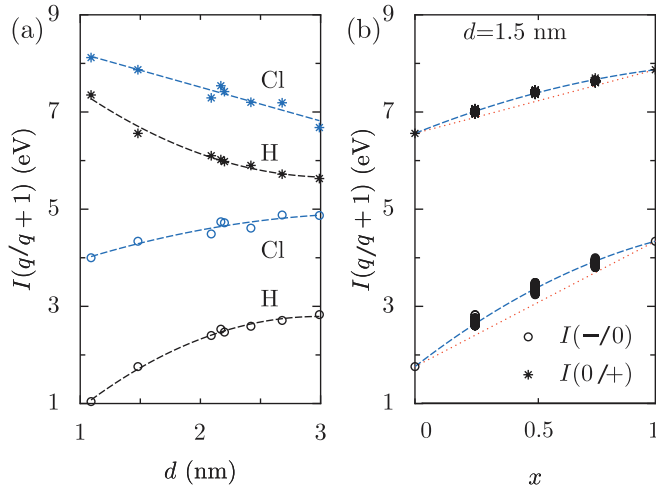 (a)
I(q/q + 1) (eV)
9
7
5
3
1
Cl
H
Cl
H
1
2
3
d (nm)
(b)
d=1.5 nm
I(q/q + 1) (eV)
9
7
5
3
1
I(−/0)
I(0/+)
0
0.5
1
x